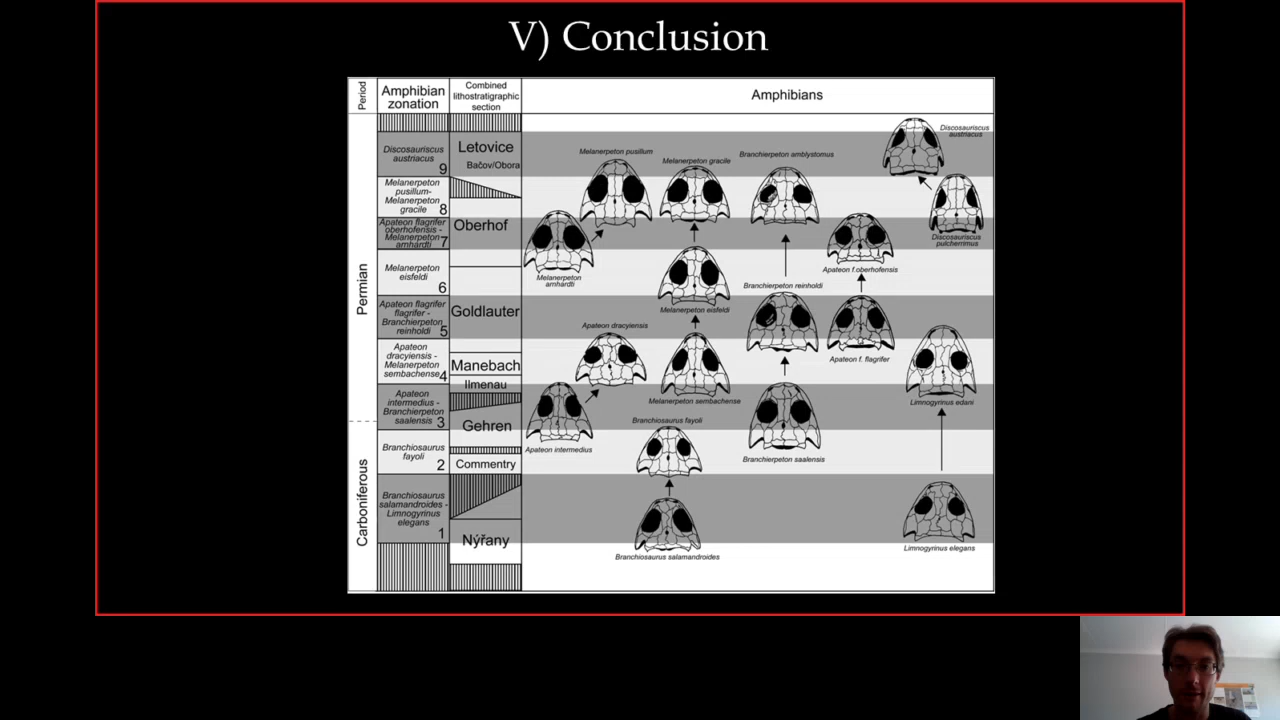 V) Conclusion
Period
Amphibian
zonation
Combined
lithostratigraphic
section
Amphibians
Permian
Carboniferous
Discosauriscus
austriacus
9
Melanerpeton
pusillum-
Melanerpeton
gracile 8
Apateon flagrifer
oberhofensis -
Melanerpeton
arnhardti 7
Melanerpeton
eisfeldi
6
Apateon flagrifer
flagrifer -
Branchierpeton
reinholdi 5
Apateon
dracyiensis -
Melanerpeton
sembachense 4
Apateon
intermedius -
Branchierpeton
saalensis 3
Branchiosaurus
fayoli
2
Branchiosaurus
salamandroides -
Limnogyrinus
elegans
1
Letovice
Bačov/Obora
Oberhof
Goldlauter
Manebach
Ilmenau
Gehren
Commentry
Nýřany
Discosauriscus
austriacus
Melanerpeton pusillum
Melanerpeton gracile
Branchierpeton amblystomus
Discosauriscus
pulcherrimus
Melanerpeton
arnhardti
Apateon f.oberhofensis
Branchierpeton reinholdi
Melanerpeton eisfeldi
Apateon dracyiensis
Apateon f. flagrifer
Melanerpeton sembachense
Limnogyrinus edani
Branchiosaurus fayoli
Apateon intermedius
Branchierpeton saalensis
Limnogyrinus elegans
Branchiosaurus salamandroides